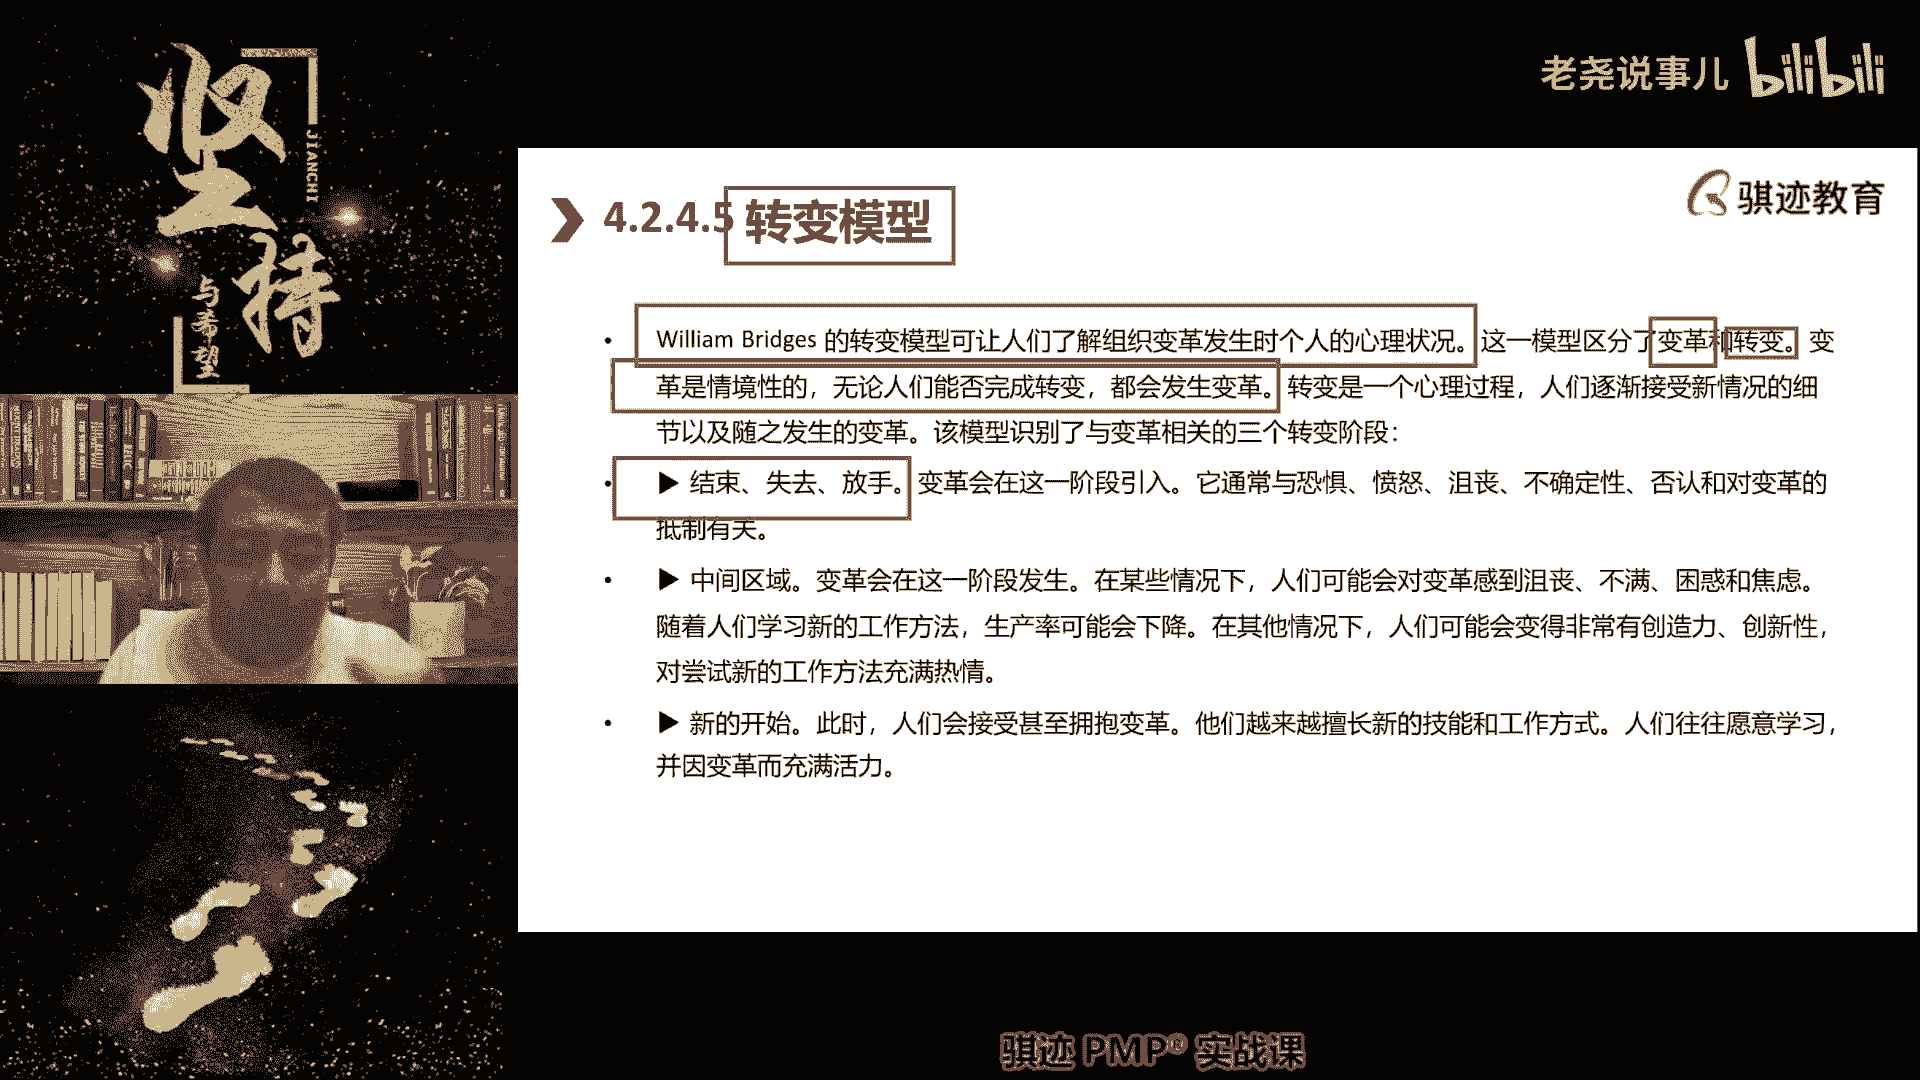 坚持
JIANCHI
与希望
老尧说事儿 bilibili
骐迹教育
4.2.4.5 转变模型
• William Bridges 的转变模型可让人们了解组织变革发生时个人的心理状况。这一模型区分了变革和转变。变
革是情境性的，无论人们能否完成转变，都会发生变革。转变是一个心理过程，人们逐渐接受新情况的细
节以及随之发生的变革。该模型识别了与变革相关的三个转变阶段：
• ▶ 结束、失去、放手。变革会在这一阶段引入。它通常与恐惧、愤怒、沮丧、不确定性、否认和对变革的
抵制有关。
• ▶ 中间区域。变革会在这一阶段发生。在某些情况下，人们可能会对变革感到沮丧、不满、困惑和焦虑。
随着人们学习新的工作方法，生产率可能会下降。在其他情况下，人们可能会变得非常有创造力、创新性，
对尝试新的工作方法充满热情。
• ▶ 新的开始。此时，人们会接受甚至拥抱变革。他们越来越擅长新的技能和工作方式。人们往往愿意学习，
并因变革而充满活力。
骐迹 PMP® 实战课